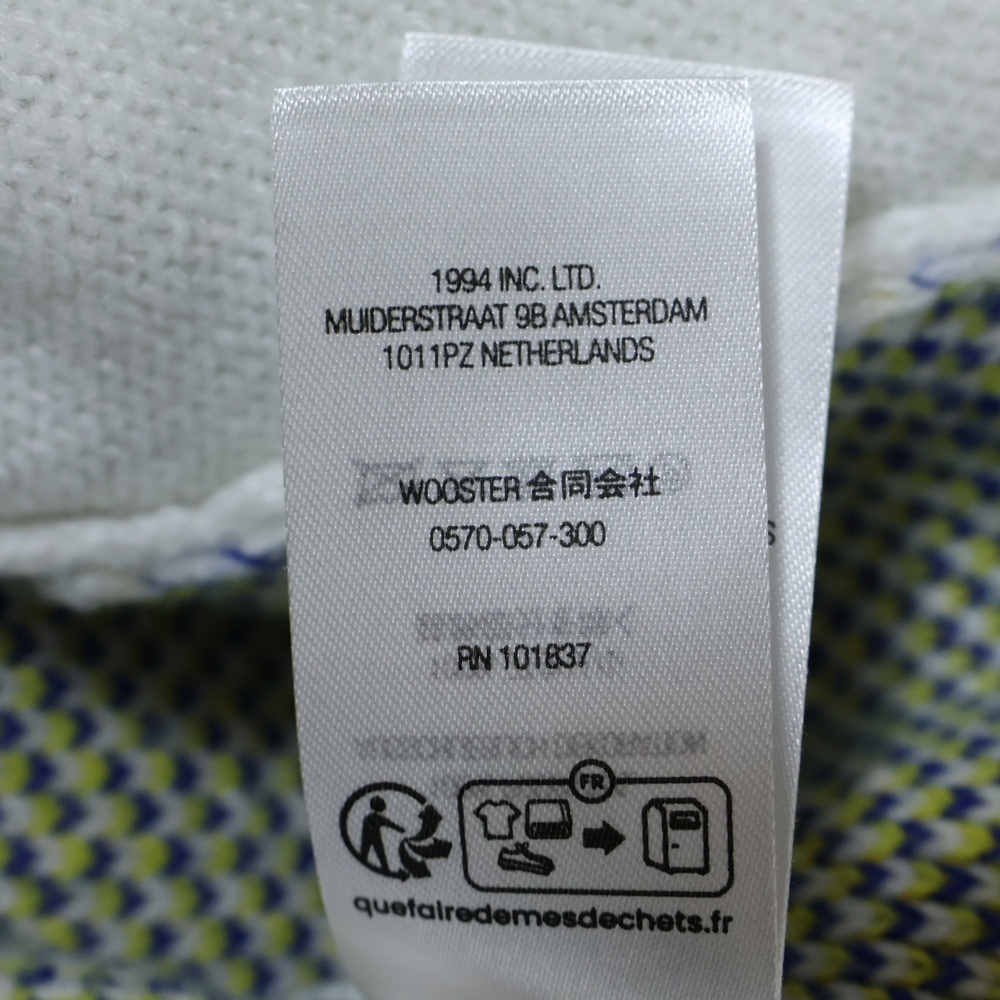 1994 INC. LTD.
MUIDERSTRAAT 9B AMSTERDAM
1011PZ NETHERLANDS
WOOSTER 合同会社
0570-057-300
S
RN 101837
FR
quefairedemesdechets.fr